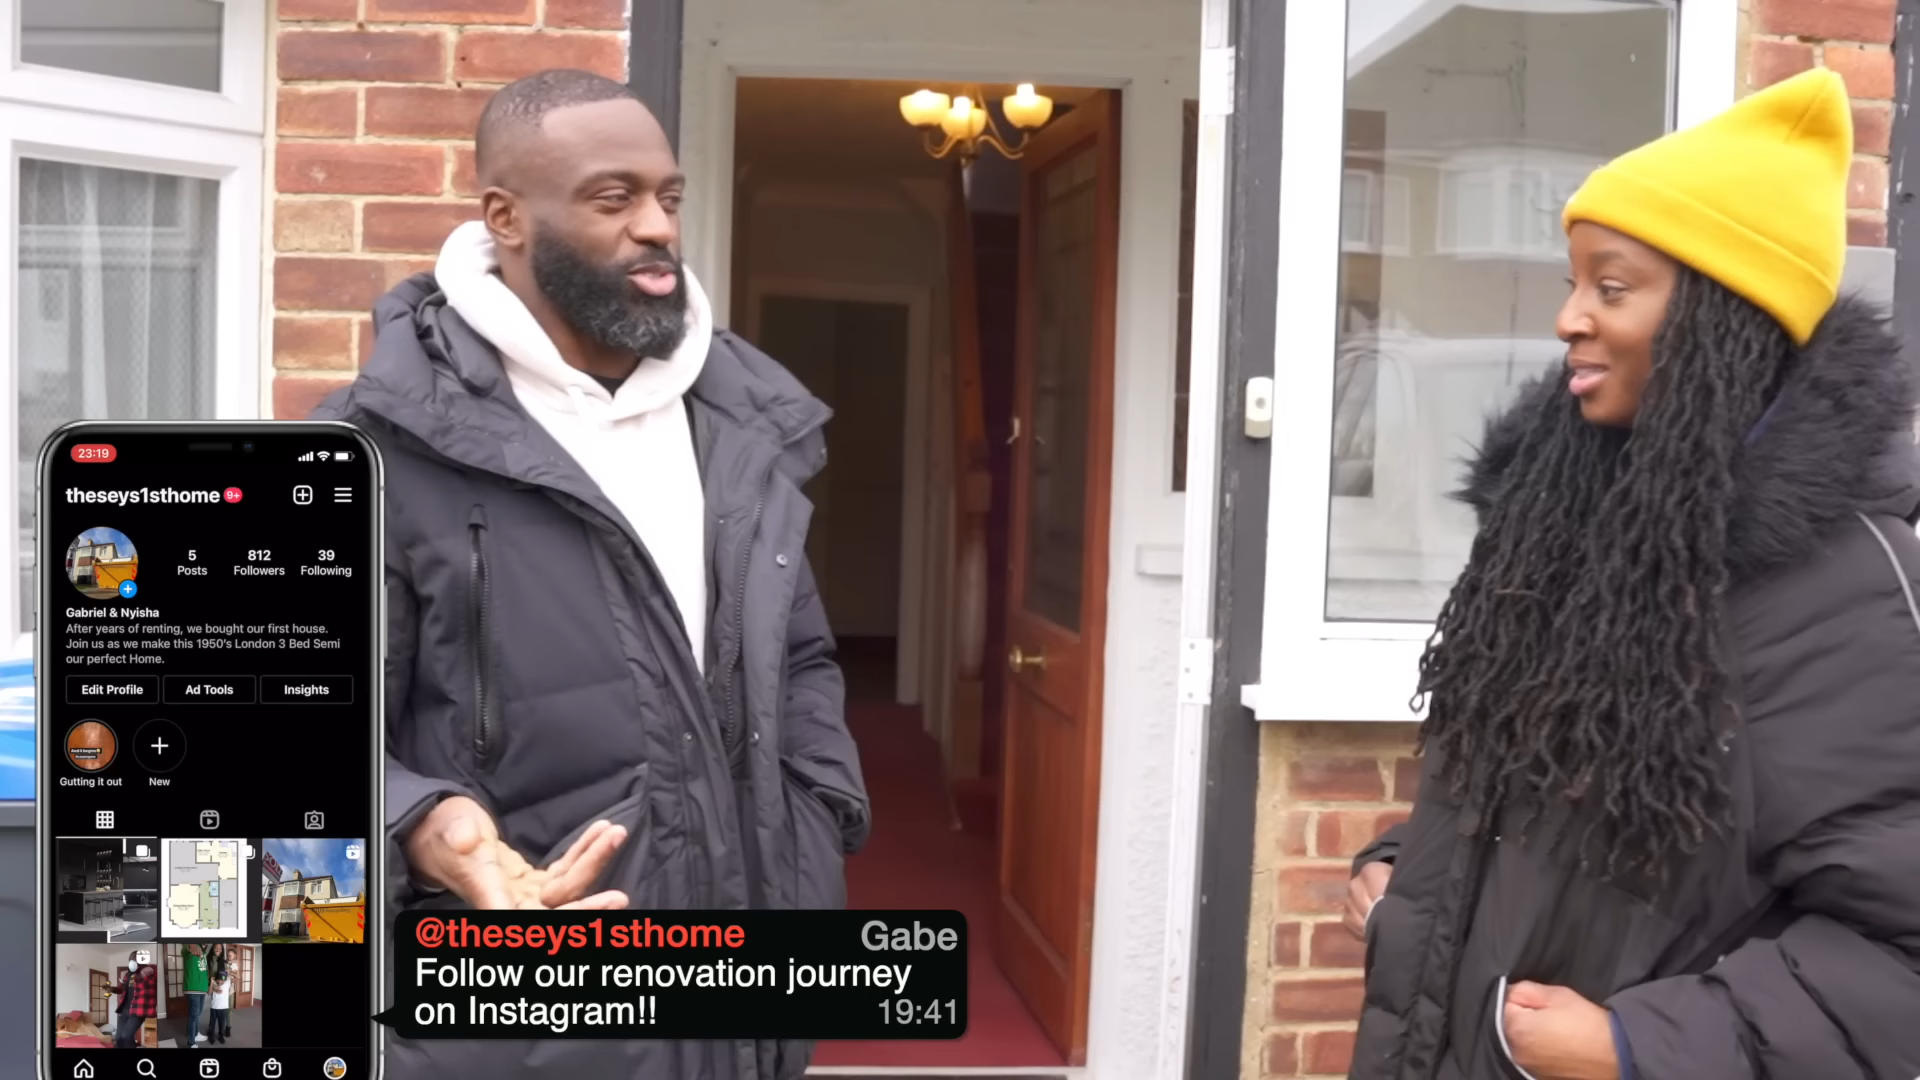 23:19
theseys1sthome 9+
5 812 39
Posts Followers Following
Gabriel & Nyisha
After years of renting, we bought our first house.
Join us as we make this 1950's London 3 Bed Semi
our perfect Home.
Edit Profile Ad Tools Insights
Gutting it out New
@theseys1sthome Gabe
Follow our renovation journey
on Instagram!!
19:41